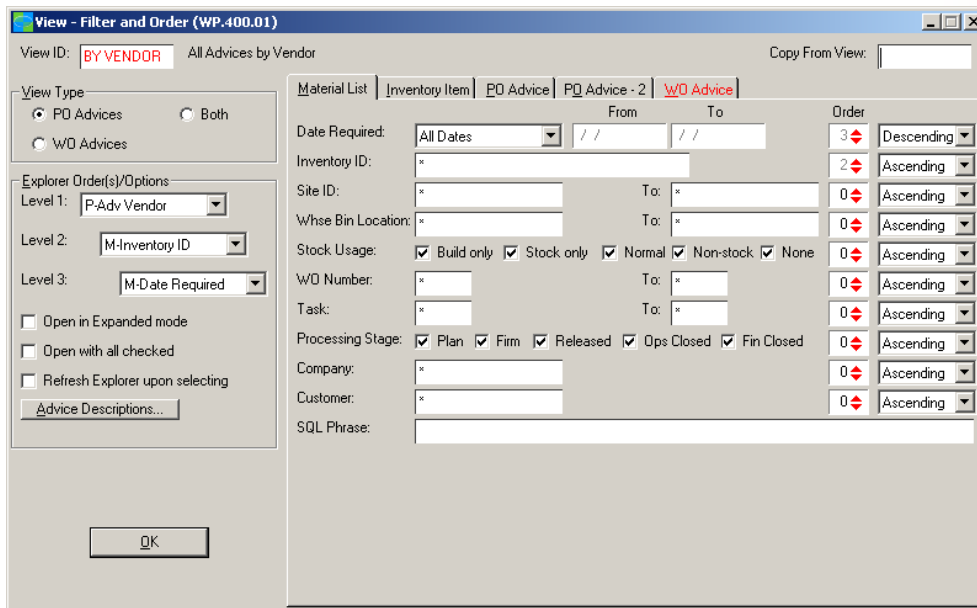 View - Filter and Order (WP.400.01)
View ID: BY VENDOR All Advices by Vendor Copy From View:
View Type
PO Advices Both
WO Advices
Explorer Order(s)/Options
Level 1: P-Adv Vendor
Level 2: M-Inventory ID
Level 3: M-Date Required
Open in Expanded mode
Open with all checked
Refresh Explorer upon selecting
Advice Descriptions...
OK
Material List Inventory Item PO Advice PO Advice - 2 WO Advice
From To Order
Date Required: All Dates / / / / 3 Descending
Inventory ID: * 2 Ascending
Site ID: * To: * 0 Ascending
Whse Bin Location: * To: * 0 Ascending
Stock Usage: Build only Stock only Normal Non-stock None 0 Ascending
WO Number: * To: * 0 Ascending
Task: * To: * 0 Ascending
Processing Stage: Plan Firm Released Ops Closed Fin Closed 0 Ascending
Company: * 0 Ascending
Customer: * 0 Ascending
SQL Phrase: